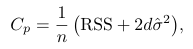 $C_p = \frac{1}{n} \left( \mathrm{RSS} + 2d\hat{\sigma}^2 \right),$